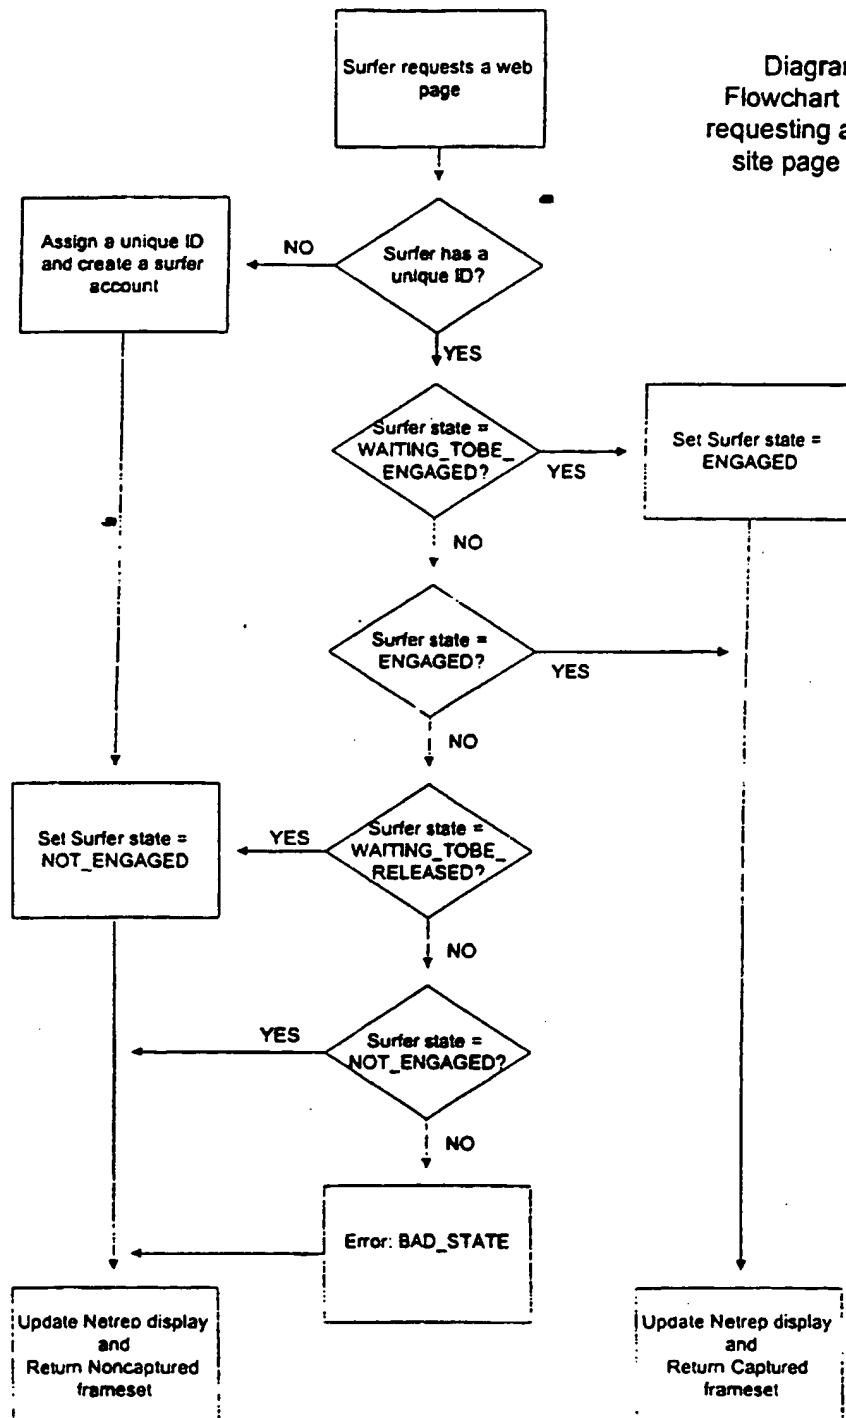 Surfer requests a web
page
Flowchart
requesting
site page
Assign a unique ID
and create a surfer
account
NO
Surfer has a
unique ID?
YES
Surfer state =
WAITING_TOBE_
ENGAGED?
YES
Set Surfer state =
ENGAGED
NO
Surfer state =
ENGAGED?
YES
NO
Set Surfer state =
NOT_ENGAGED
YES
Surfer state =
WAITING_TOBE_
RELEASED?
NO
YES
Surfer state =
NOT_ENGAGED?
NO
Error: BAD_STATE
Update Netrep display
and
Return Noncaptured
frameset
Update Netrep display
and
Return Captured
frameset